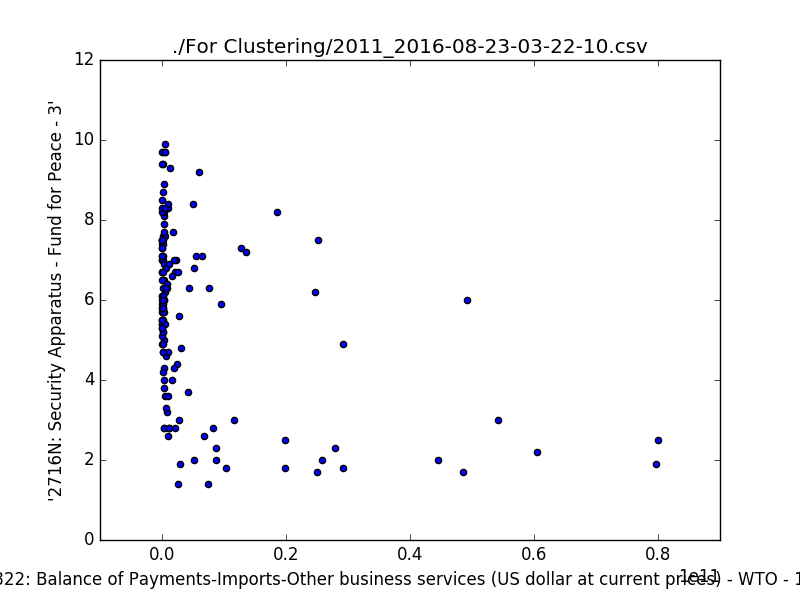 ./For Clustering/2011_2016-08-23-03-22-10.csv
12
10
8
6
4
2
0
'2716N: Security Apparatus - Fund for Peace - 3'
0.0 0.2 0.4 0.6 0.8
1e11
322: Balance of Payments-Imports-Other business services (US dollar at current prices) - WTO - 1